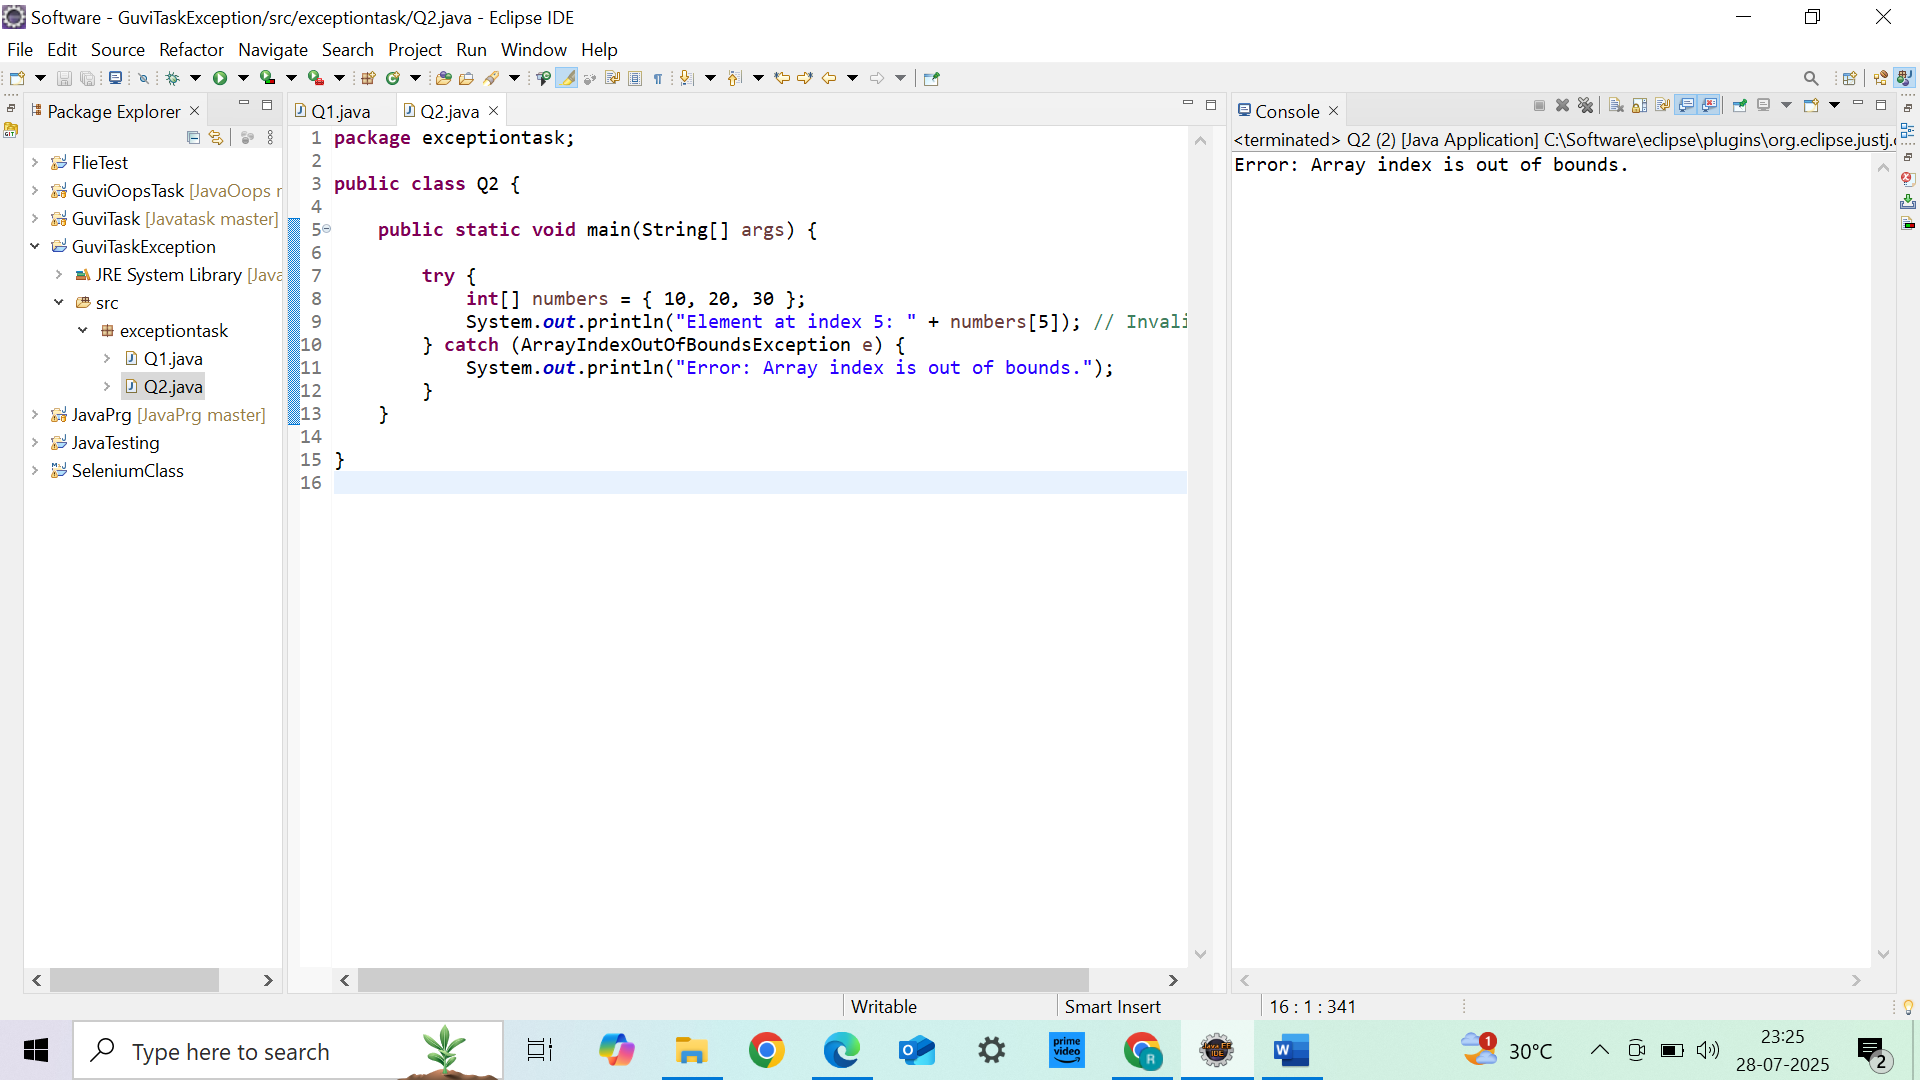 Software - GuviTaskException/src/exceptiontask/Q2.java - Eclipse IDE
File Edit Source Refactor Navigate Search Project Run Window Help
Package Explorer
FlieTest
GuviOopsTask [JavaOops r
GuviTask [Javatask master]
GuviTaskException
JRE System Library [Java
src
exceptiontask
Q1.java
Q2.java
JavaPrg [JavaPrg master]
JavaTesting
SeleniumClass
Q1.java Q2.java
1 package exceptiontask;
2
3 public class Q2 {
4
5 public static void main(String[] args) {
6
7 try {
8 int[] numbers = { 10, 20, 30 };
9 System.out.println("Element at index 5: " + numbers[5]); // Invali
10 } catch (ArrayIndexOutOfBoundsException e) {
11 System.out.println("Error: Array index is out of bounds.");
12 }
13 }
14
15 }
16
Console
<terminated> Q2 (2) [Java Application] C:\Software\eclipse\plugins\org.eclipse.justj.
Error: Array index is out of bounds.
Writable Smart Insert 16 : 1 : 341
Type here to search
prime video
Java EE IDE
R
W
1
30°C
23:25
28-07-2025
2